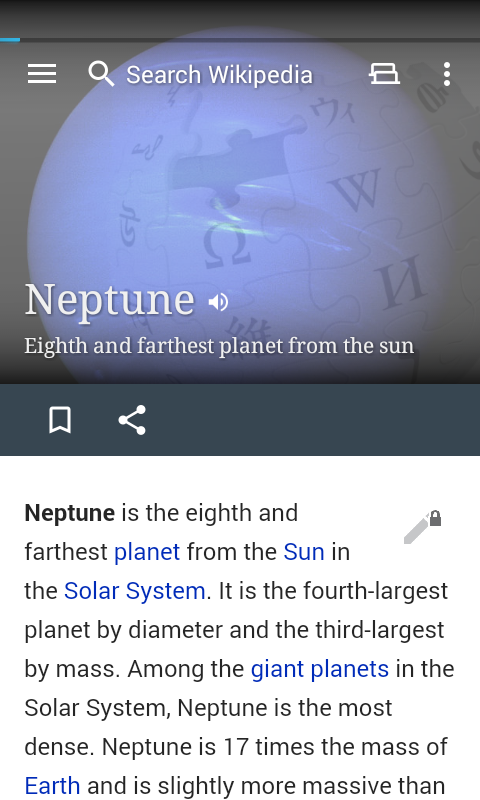 Search Wikipedia
ウィ
W
Ω
И
Neptune
Eighth and farthest planet from the sun
Neptune is the eighth and
farthest planet from the Sun in
the Solar System. It is the fourth-largest
planet by diameter and the third-largest
by mass. Among the giant planets in the
Solar System, Neptune is the most
dense. Neptune is 17 times the mass of
Earth and is slightly more massive than